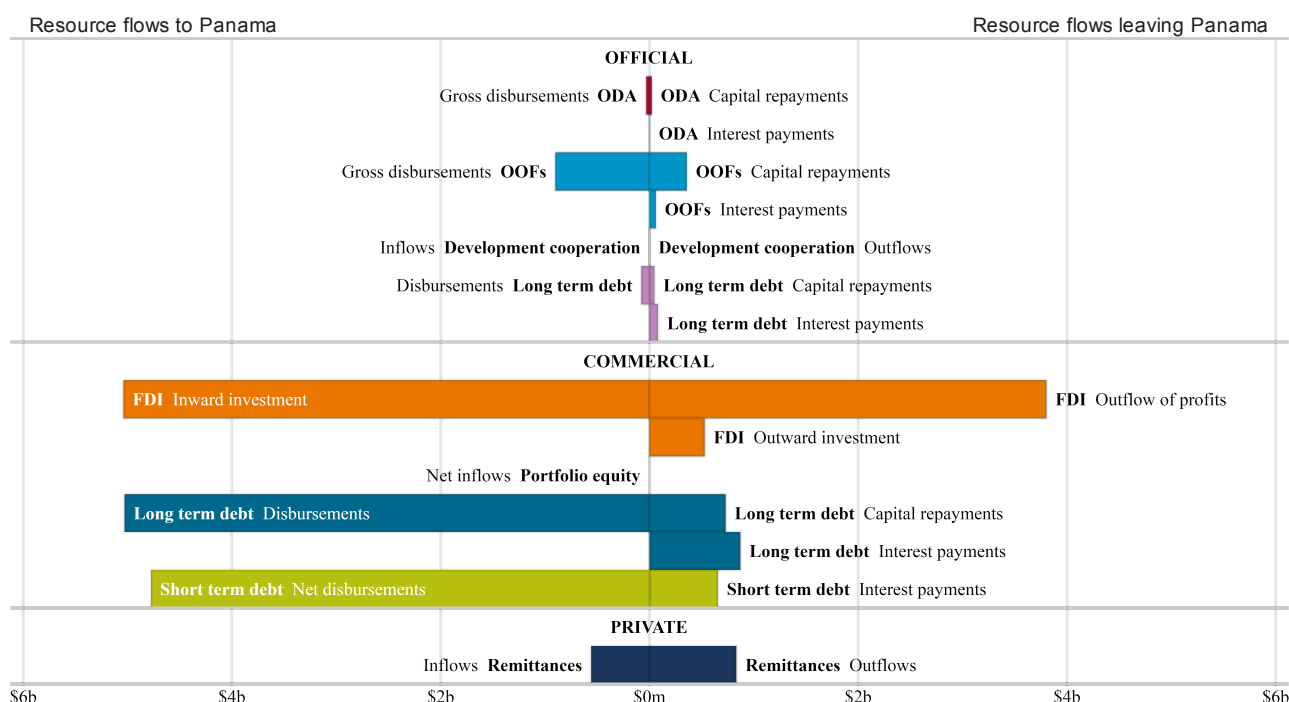 Resource flows to Panama Resource flows leaving Panama
OFFICIAL
Gross disbursements ODA ODA Capital repayments
ODA Interest payments
Gross disbursements OOFs OOFs Capital repayments
OOFs Interest payments
Inflows Development cooperation Development cooperation Outflows
Disbursements Long term debt Long term debt Capital repayments
Long term debt Interest payments
COMMERCIAL
FDI Inward investment FDI Outflow of profits
FDI Outward investment
Net inflows Portfolio equity
Long term debt Disbursements Long term debt Capital repayments
Long term debt Interest payments
Short term debt Net disbursements Short term debt Interest payments
PRIVATE
Inflows Remittances Remittances Outflows
$6b $4b $2b $0m $2b $4b $6b